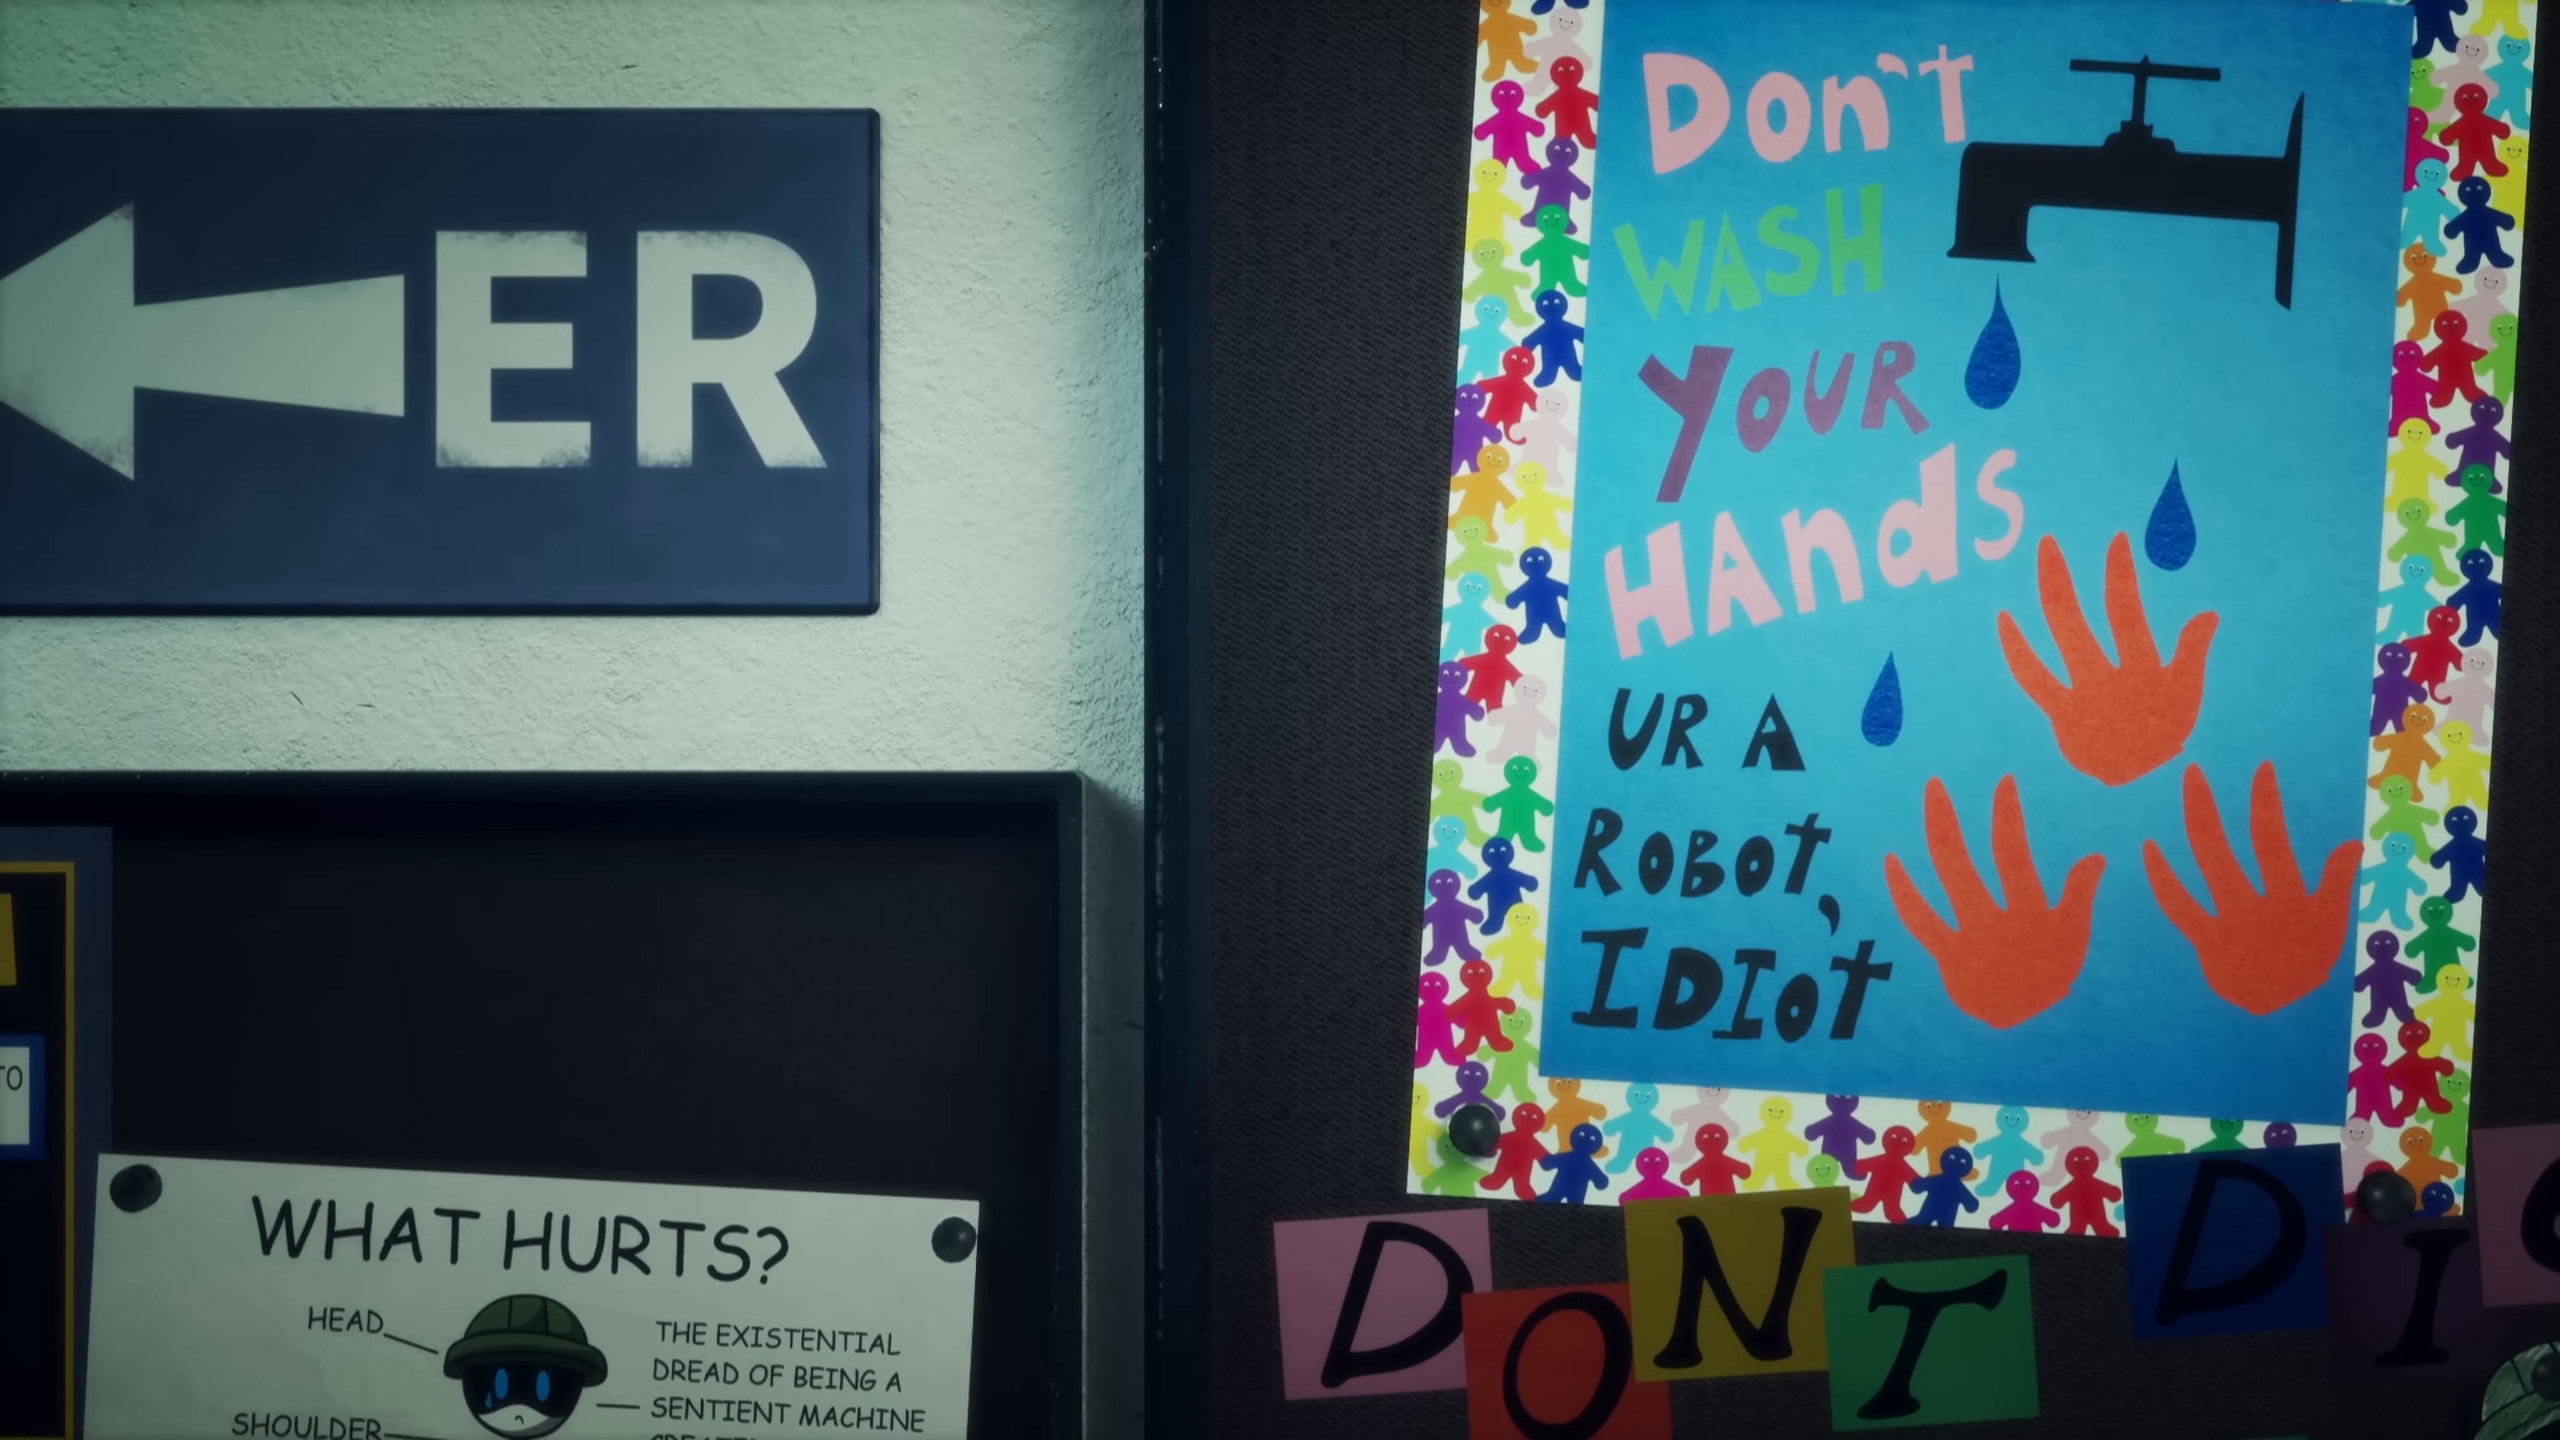 ER
Don't
WASH
YOUR
HAndS
UR A
ROBOT,
IDIOT
TO
WHAT HURTS?
HEAD
SHOULDER
THE EXISTENTIAL
DREAD OF BEING A
SENTIENT MACHINE
DONT DI